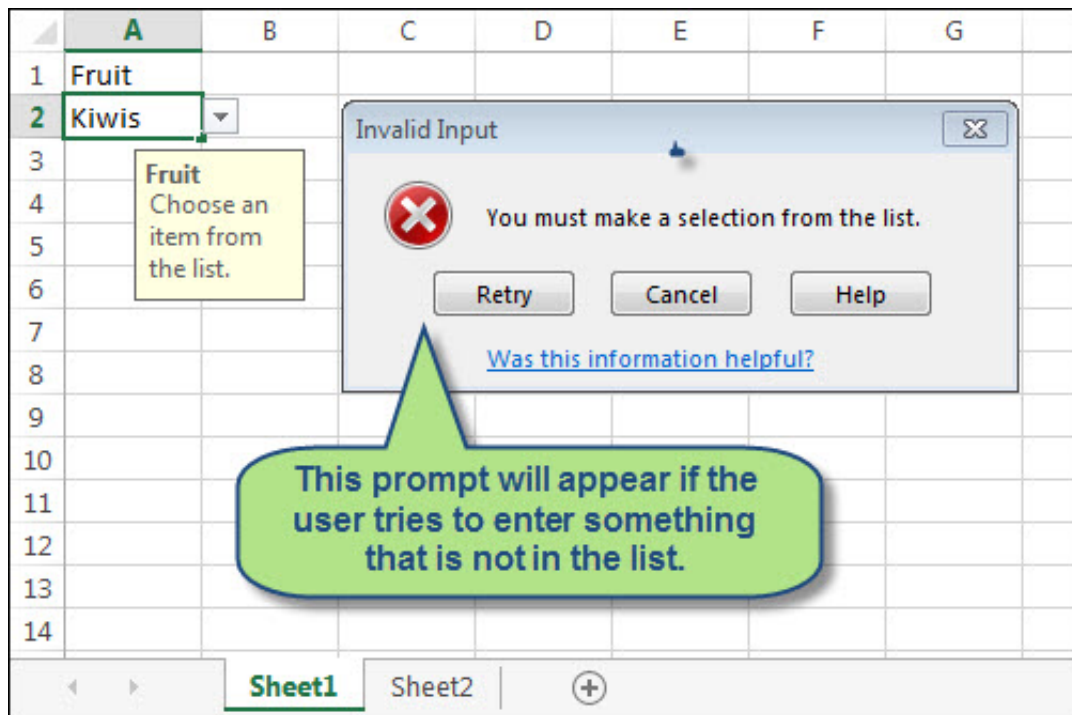 A B C D E F G
1 Fruit
2 Kiwis
Invalid Input
3
Fruit
4
Choose an
You must make a selection from the list.
5
item from
the list.
6
Retry Cancel Help
7
8
Was this information helpful?
9
10
This prompt will appear if the
11
user tries to enter something
12
that is not in the list.
13
14
Sheet1 Sheet2